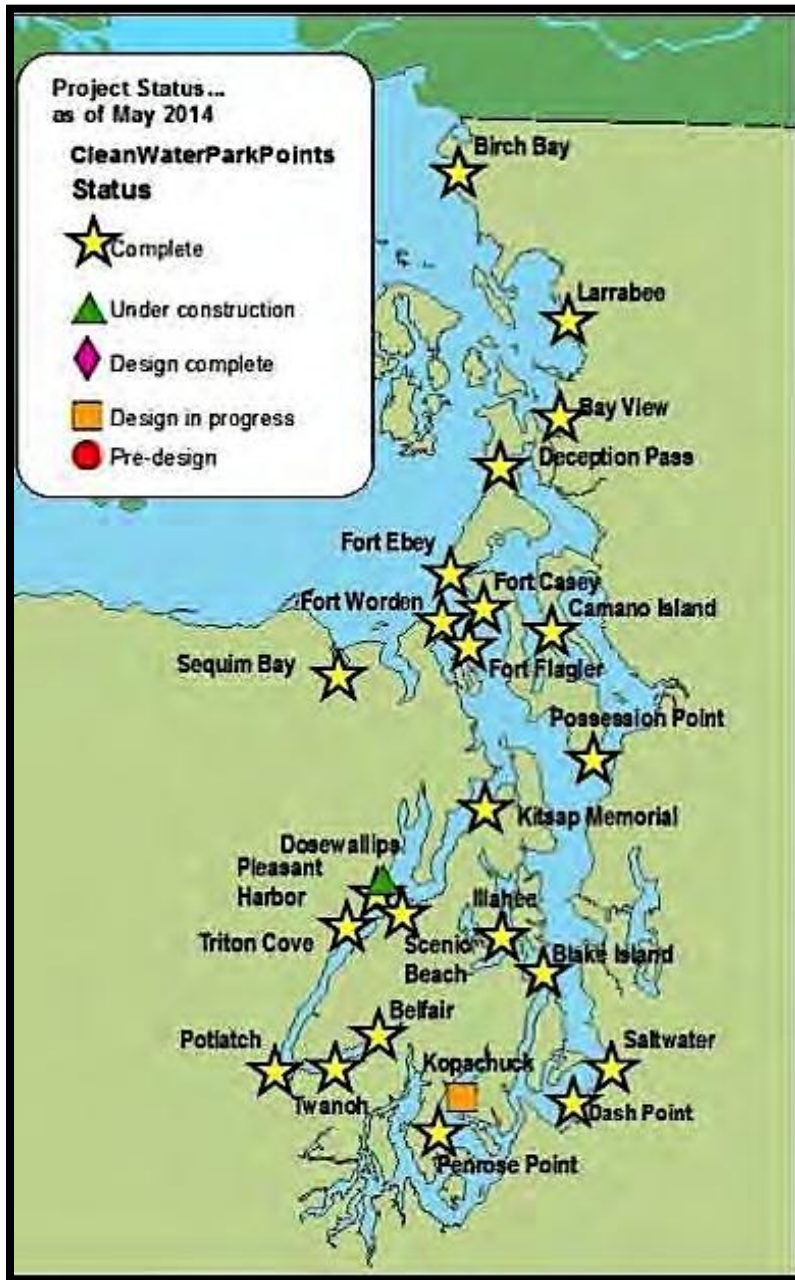 Project Status...
as of May 2014
CleanWaterParkPoints
Status
Complete
Under construction
Design complete
Design in progress
Pre-design
Birch Bay
Larrabee
Bay View
Deception Pass
Fort Ebey
Fort Casey
Fort Worden
Camano Island
Sequim Bay
Fort Flagler
Possession Point
Kitsap Memorial
Dosewallips
Pleasant
Harbor
Illahee
Triton Cove
Scenic
Beach
Blake Island
Belfair
Potlatch
Kopachuck
Saltwater
Twanoh
Dash Point
Penrose Point